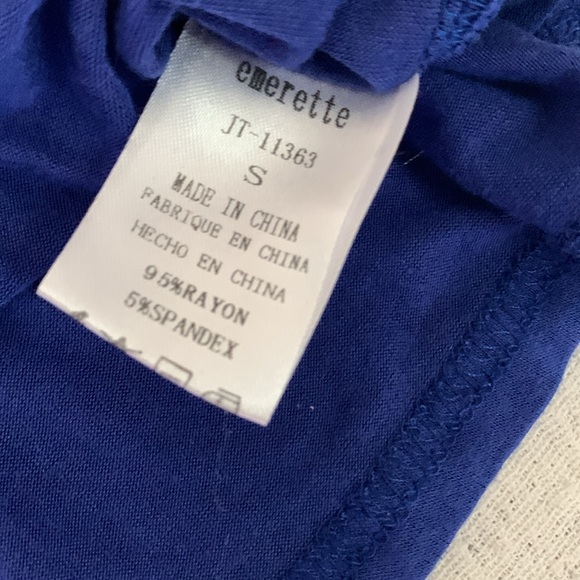 emerette
JT-11363
S
MADE IN CHINA
FABRIQUE EN CHINA
HECHO EN CHINA
95%RAYON
5%SPANDEX